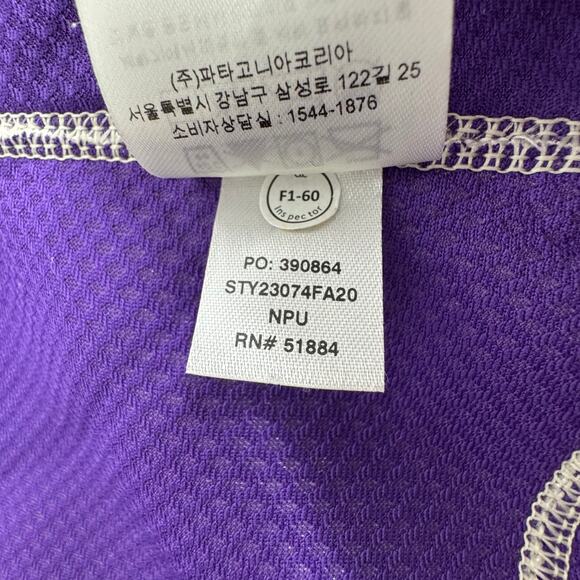 (주)파타고니아코리아
서울특별시 강남구 삼성로 122길 25
소비자상담실 : 1544-1876
QC
F1-60
Inspector
PO: 390864
STY23074FA20
NPU
RN# 51884